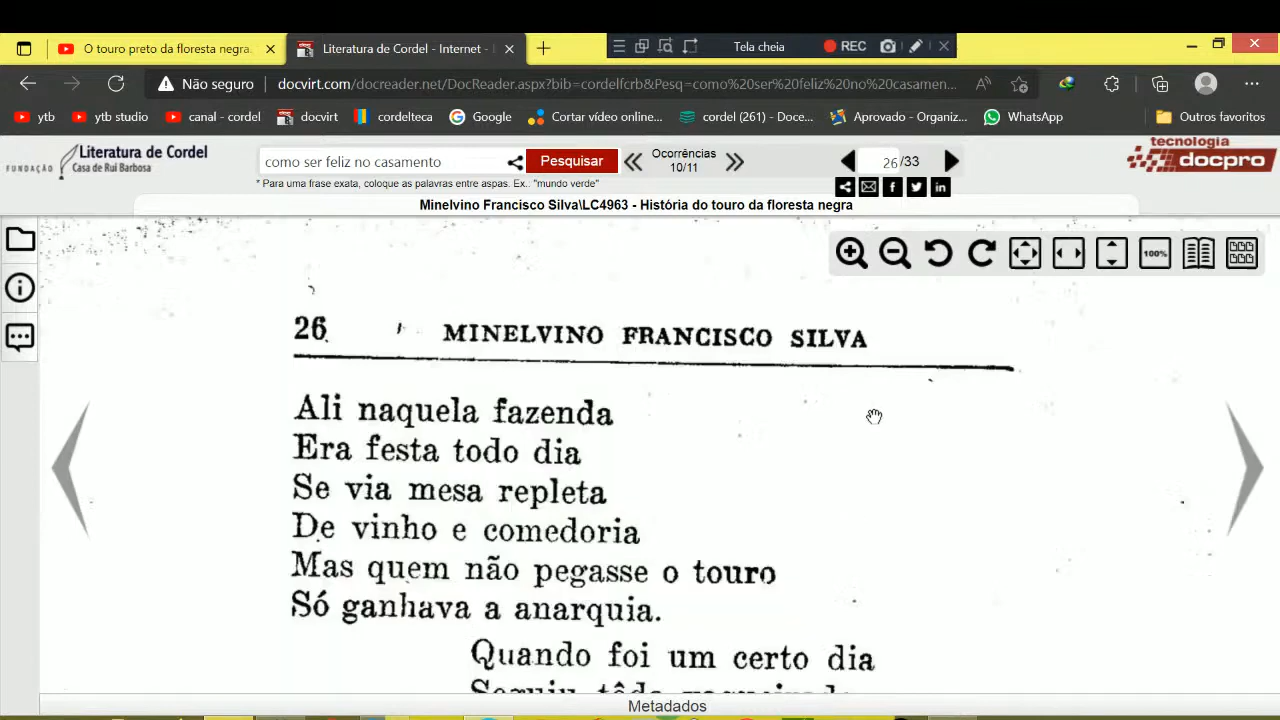 O touro preto da floresta negra.
Literatura de Cordel - Internet -
Tela cheia
REC
Não seguro
docvirt.com/docreader.net/DocReader.aspx?bib=cordelfcrb&Pesq=como%20ser%20feliz%20no%20casamen...
ytb
ytb studio
canal - cordel
docvirt
cordelteca
Google
Cortar vídeo online...
cordel (261) - Doce...
Aprovado - Organiz...
WhatsApp
Outros favoritos
FUNDAÇÃO
Literatura de Cordel
Casa de Rui Barbosa
como ser feliz no casamento
Pesquisar
Ocorrências
10/11
26 /33
tecnologia
docpro
* Para uma frase exata, coloque as palavras entre aspas. Ex.: "mundo verde"
Minelvino Francisco Silva\LC4963 - História do touro da floresta negra
100%
26 MINELVINO FRANCISCO SILVA
Ali naquela fazenda
Era festa todo dia
Se via mesa repleta
De vinho e comedoria
Mas quem não pegasse o touro
Só ganhava a anarquia.
Quando foi um certo dia
Metadados